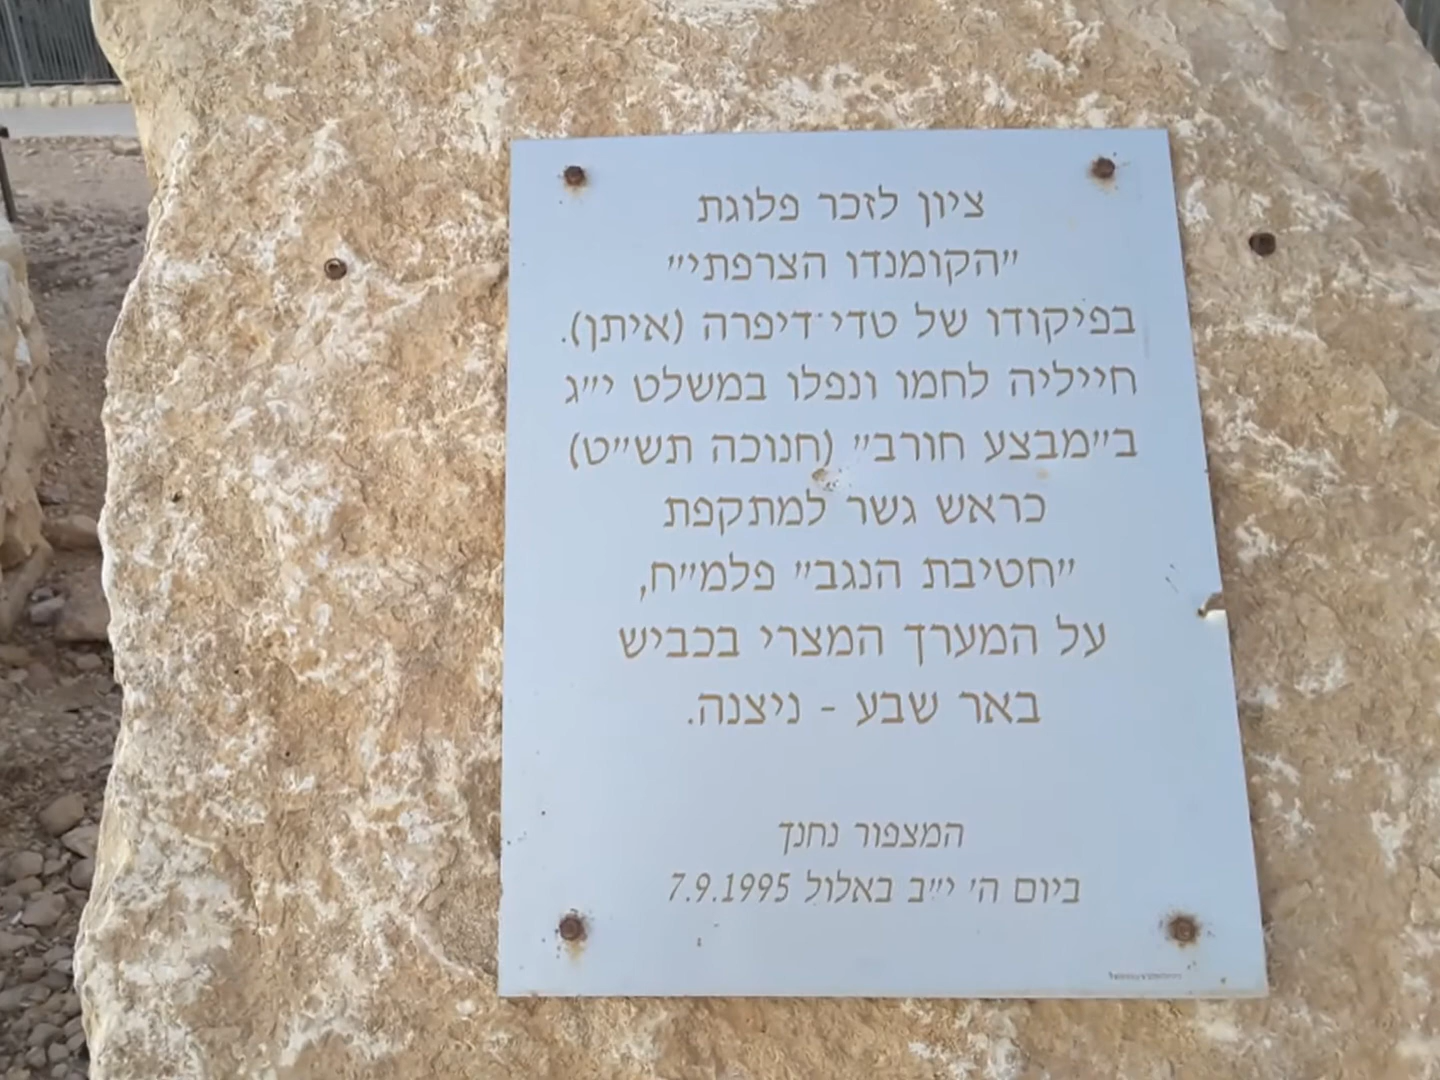 ציון לזכר פלוגת
"הקומנדו הצרפתי"
בפיקודו של טדי דיפרה (איתן).
חייליה לחמו ונפלו במשלט י"ג
ב"מבצע חורב" (חנוכה תש"ט)
כראש גשר למתקפת
"חטיבת הנגב" פלמ"ח,
על המערך המצרי בכביש
באר שבע - ניצנה.
המצפור נחנך
ביום ה' י"ב באלול 7.9.1995